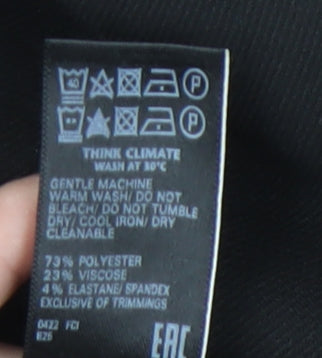 40 P
P
THINK CLIMATE
WASH AT 30°C
GENTLE MACHINE
WARM WASH/ DO NOT
BLEACH/ DO NOT TUMBLE
DRY/ COOL IRON/ DRY
CLEANABLE
73% POLYESTER
23% VISCOSE
4% ELASTANE/ SPANDEX
EXCLUSIVE OF TRIMMINGS
0422 FCI
EAC